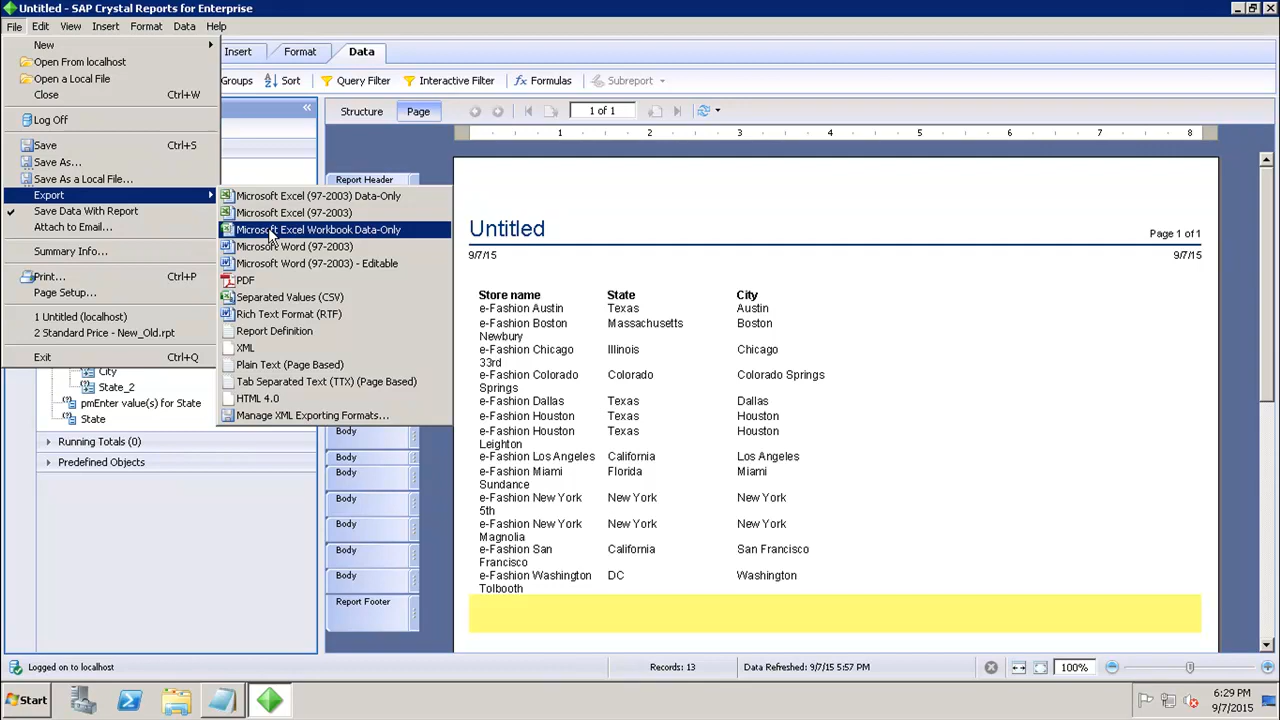 Untitled - SAP Crystal Reports for Enterprise
File Edit View Insert Format Data Help
New
Open From localhost
Open a Local File
Close Ctrl+W
Log Off
Save Ctrl+S
Save As...
Save As a Local File...
Export
Save Data With Report
Attach to Email...
Summary Info...
Print... Ctrl+P
Page Setup...
1 Untitled (localhost)
2 Standard Price - New_Old.rpt
Exit Ctrl+Q
Microsoft Excel (97-2003) Data-Only
Microsoft Excel (97-2003)
Microsoft Excel Workbook Data-Only
Microsoft Word (97-2003)
Microsoft Word (97-2003) - Editable
PDF
Separated Values (CSV)
Rich Text Format (RTF)
Report Definition
XML
Plain Text (Page Based)
Tab Separated Text (TTX) (Page Based)
HTML 4.0
Manage XML Exporting Formats...
Insert Format Data
Groups Sort Query Filter Interactive Filter Formulas Subreport
Structure Page 1 of 1
1 2 3 4 5 6 7 8
City
State_2
pmEnter value(s) for State
State
Running Totals (0)
Predefined Objects
Report Header
Body
Body
Body
Body
Body
Body
Body
Report Footer
Untitled
Page 1 of 1
9/7/15 9/7/15
Store name State City
e-Fashion Austin Texas Austin
e-Fashion Boston Massachusetts Boston
Newbury
e-Fashion Chicago Illinois Chicago
33rd
e-Fashion Colorado Colorado Colorado Springs
Springs
e-Fashion Dallas Texas Dallas
e-Fashion Houston Texas Houston
e-Fashion Houston Texas Houston
Leighton
e-Fashion Los Angeles California Los Angeles
e-Fashion Miami Florida Miami
Sundance
e-Fashion New York New York New York
5th
e-Fashion New York New York New York
Magnolia
e-Fashion San California San Francisco
Francisco
e-Fashion Washington DC Washington
Tolbooth
Logged on to localhost Records: 13 Data Refreshed: 9/7/15 5:57 PM 100%
Start
6:29 PM
9/7/2015